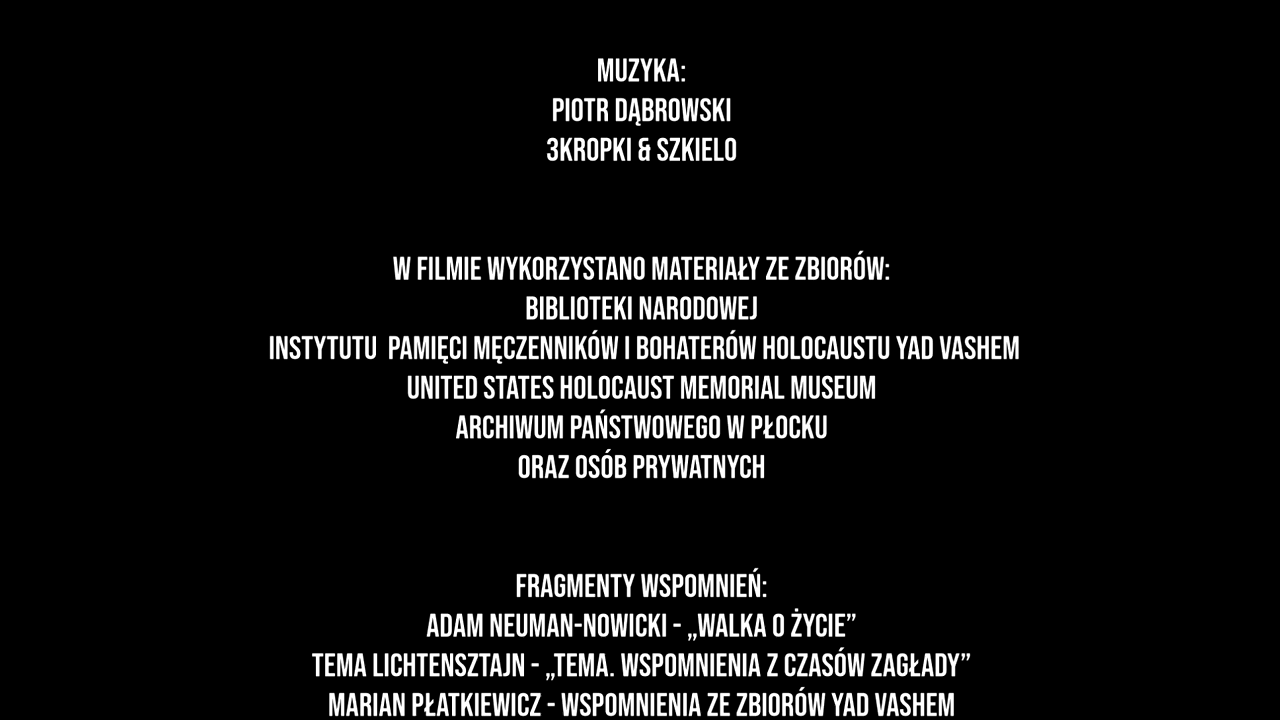 MUZYKA:
PIOTR DĄBROWSKI
3KROPKI & SZKIELO
W FILMIE WYKORZYSTANO MATERIAŁY ZE ZBIORÓW:
BIBLIOTEKI NARODOWEJ
INSTYTUTU PAMIĘCI MĘCZENNIKÓW I BOHATERÓW HOLOCAUSTU YAD VASHEM
UNITED STATES HOLOCAUST MEMORIAL MUSEUM
ARCHIWUM PAŃSTWOWEGO W PŁOCKU
ORAZ OSÓB PRYWATNYCH
FRAGMENTY WSPOMNIEŃ:
ADAM NEUMAN-NOWICKI - „WALKA O ŻYCIE”
TEMA LICHTENSZTAJN - „TEMA. WSPOMNIENIA Z CZASÓW ZAGŁADY”
MARIAN PŁATKIEWICZ - WSPOMNIENIA ZE ZBIORÓW YAD VASHEM